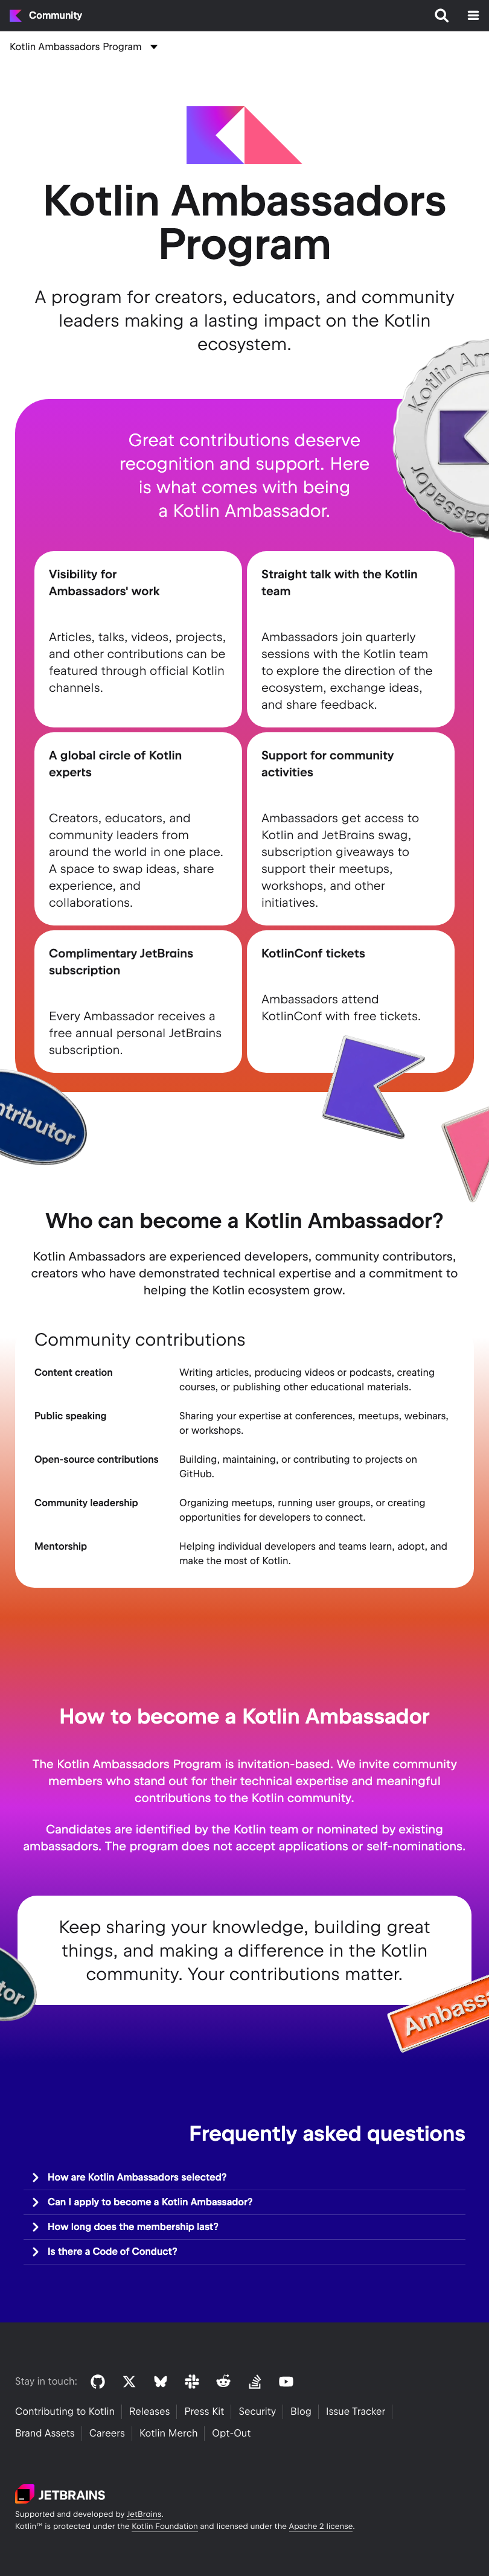 Community
Kotlin Ambassadors Program
Kotlin Ambassadors
Program
A program for creators, educators, and community
leaders making a lasting impact on the Kotlin
ecosystem.
Kotlin Am
Great contributions deserve
recognition and support. Here
is what comes with being
a Kotlin Ambassador.
mbassador
Visibility for
Ambassadors' work
Articles, talks, videos, projects,
and other contributions can be
featured through official Kotlin
channels.
Straight talk with the Kotlin
team
Ambassadors join quarterly
sessions with the Kotlin team
to explore the direction of the
ecosystem, exchange ideas,
and share feedback.
A global circle of Kotlin
experts
Creators, educators, and
community leaders from
around the world in one place.
A space to swap ideas, share
experience, and
collaborations.
Support for community
activities
Ambassadors get access to
Kotlin and JetBrains swag,
subscription giveaways to
support their meetups,
workshops, and other
initiatives.
Complimentary JetBrains
subscription
Every Ambassador receives a
free annual personal JetBrains
subscription.
KotlinConf tickets
Ambassadors attend
KotlinConf with free tickets.
ntributor
Who can become a Kotlin Ambassador?
Kotlin Ambassadors are experienced developers, community contributors,
creators who have demonstrated technical expertise and a commitment to
helping the Kotlin ecosystem grow.
Community contributions
Content creation
Writing articles, producing videos or podcasts, creating
courses, or publishing other educational materials.
Public speaking
Sharing your expertise at conferences, meetups, webinars,
or workshops.
Open-source contributions
Building, maintaining, or contributing to projects on
GitHub.
Community leadership
Organizing meetups, running user groups, or creating
opportunities for developers to connect.
Mentorship
Helping individual developers and teams learn, adopt, and
make the most of Kotlin.
How to become a Kotlin Ambassador
The Kotlin Ambassadors Program is invitation-based. We invite community
members who stand out for their technical expertise and meaningful
contributions to the Kotlin community.
Candidates are identified by the Kotlin team or nominated by existing
ambassadors. The program does not accept applications or self-nominations.
Keep sharing your knowledge, building great
things, and making a difference in the Kotlin
community. Your contributions matter.
tor
Ambass
Frequently asked questions
How are Kotlin Ambassadors selected?
Can I apply to become a Kotlin Ambassador?
How long does the membership last?
Is there a Code of Conduct?
Stay in touch:
Contributing to Kotlin Releases Press Kit Security Blog Issue Tracker
Brand Assets Careers Kotlin Merch Opt-Out
JETBRAINS
Supported and developed by JetBrains.
Kotlin™ is protected under the Kotlin Foundation and licensed under the Apache 2 license.